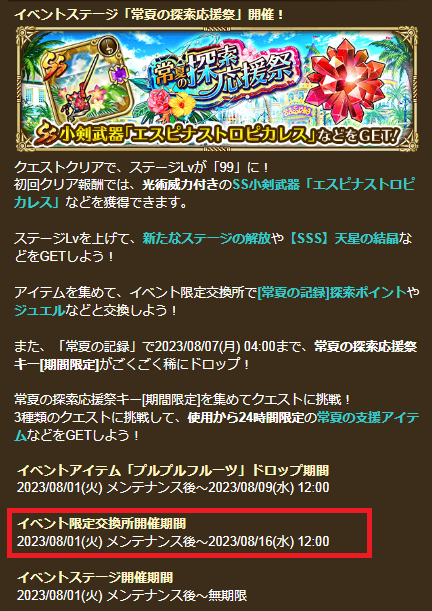 イベントステージ「常夏の探索応援祭」開催！
SS
常夏の探索応援祭
SS小剣武器「エスピナストロピカレス」などをGET!
クエストクリアで、ステージLvが「99」に！
初回クリア報酬では、光術威力付きのSS小剣武器「エスピナストロピ
カレス」などを獲得できます。
ステージLvを上げて、新たなステージの解放や【SSS】天星の結晶な
どをGETしよう！
アイテムを集めて、イベント限定交換所で[常夏の記録]探索ポイントや
ジュエルなどと交換しよう！
また、「常夏の記録」で2023/08/07(月) 04:00まで、常夏の探索応援祭
キー[期間限定]がごくごく稀にドロップ！
常夏の探索応援祭キー[期間限定]を集めてクエストに挑戦！
3種類のクエストに挑戦して、使用から24時間限定の常夏の支援アイテ
ムなどをGETしよう！
イベントアイテム「プルプルフルーツ」ドロップ期間
2023/08/01(火) メンテナンス後～2023/08/09(水) 12:00
イベント限定交換所開催期間
2023/08/01(火) メンテナンス後～2023/08/16(水) 12:00
イベントステージ開催期間
2023/08/01(火) メンテナンス後～無期限